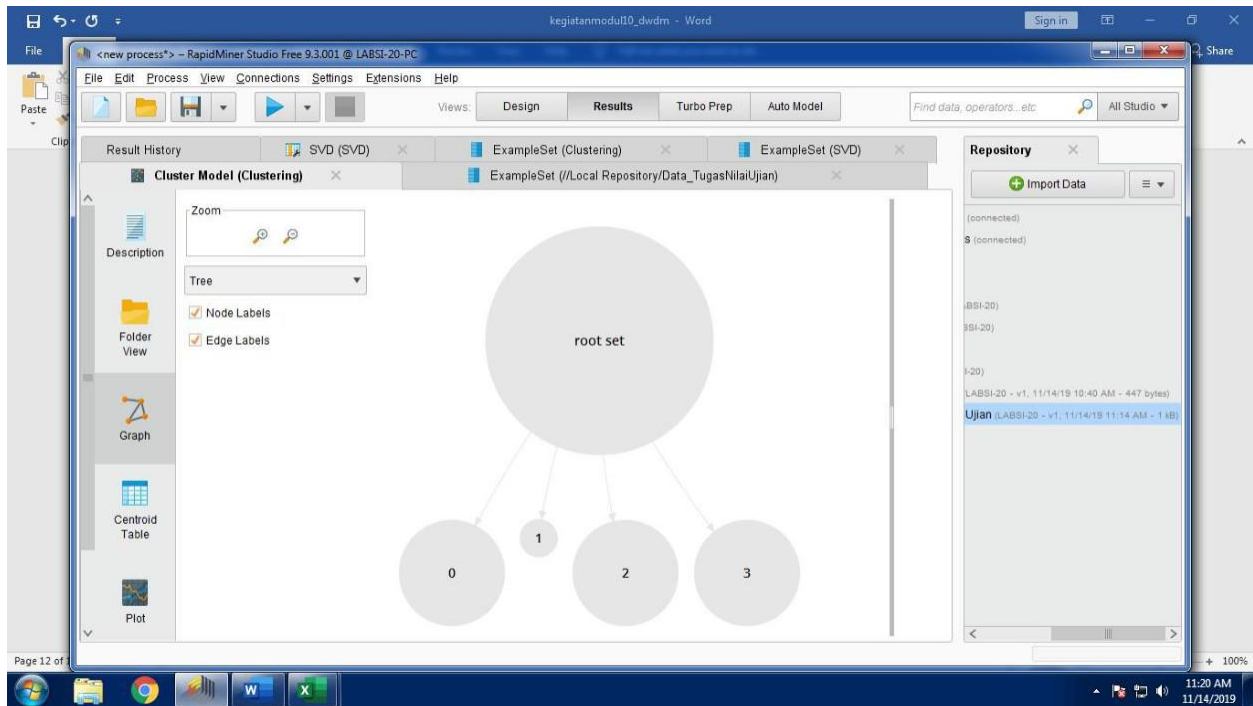 kegiatanmodul10_dwdm - Word
Sign in
File
Share
<new process*> – RapidMiner Studio Free 9.3.001 @ LABSI-20-PC
File Edit Process View Connections Settings Extensions Help
Paste
Clip
Views: Design Results Turbo Prep Auto Model
Find data, operators...etc
All Studio
Result History
SVD (SVD)
ExampleSet (Clustering)
ExampleSet (SVD)
Repository
Cluster Model (Clustering)
ExampleSet (//Local Repository/Data_TugasNilaiUjian)
Import Data
Description
Folder View
Graph
Centroid Table
Plot
Zoom
Tree
Node Labels
Edge Labels
root set
0
1
2
3
(connected)
S (connected)
BSI-20)
-20)
LABSI-20 - v1, 11/14/19 10:40 AM - 447 bytes)
Ujian (LABSI-20 - v1, 11/14/19 11:14 AM - 1 kB)
Page 12 of
100%
11:20 AM
11/14/2019